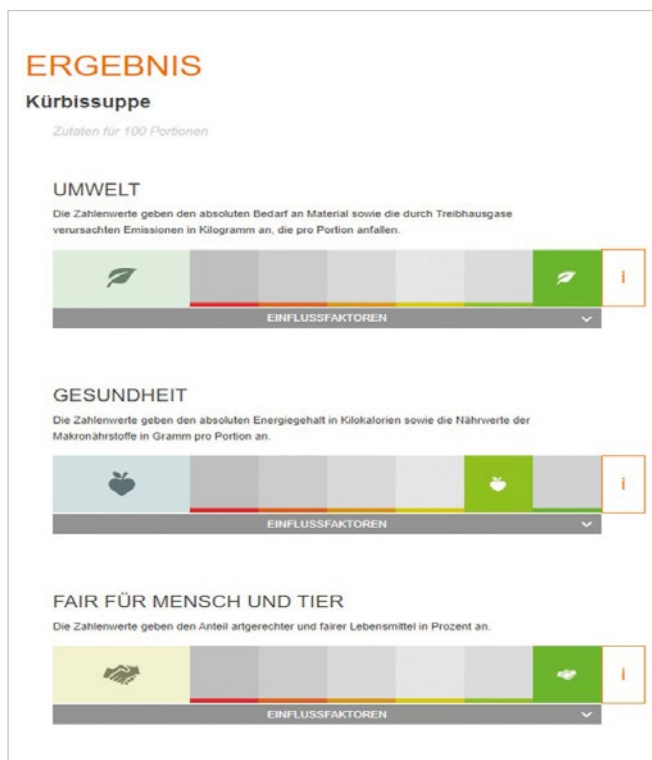 ERGEBNIS
Kürbissuppe
Zutaten für 100 Portionen
UMWELT
Die Zahlenwerte geben den absoluten Bedarf an Material sowie die durch Treibhausgase
verursachten Emissionen in Kilogramm an, die pro Portion anfallen.
i
EINFLUSSFAKTOREN
GESUNDHEIT
Die Zahlenwerte geben den absoluten Energiegehalt in Kilokalorien sowie die Nährwerte der
Makronährstoffe in Gramm pro Portion an.
i
EINFLUSSFAKTOREN
FAIR FÜR MENSCH UND TIER
Die Zahlenwerte geben den Anteil artgerechter und fairer Lebensmittel in Prozent an.
i
EINFLUSSFAKTOREN